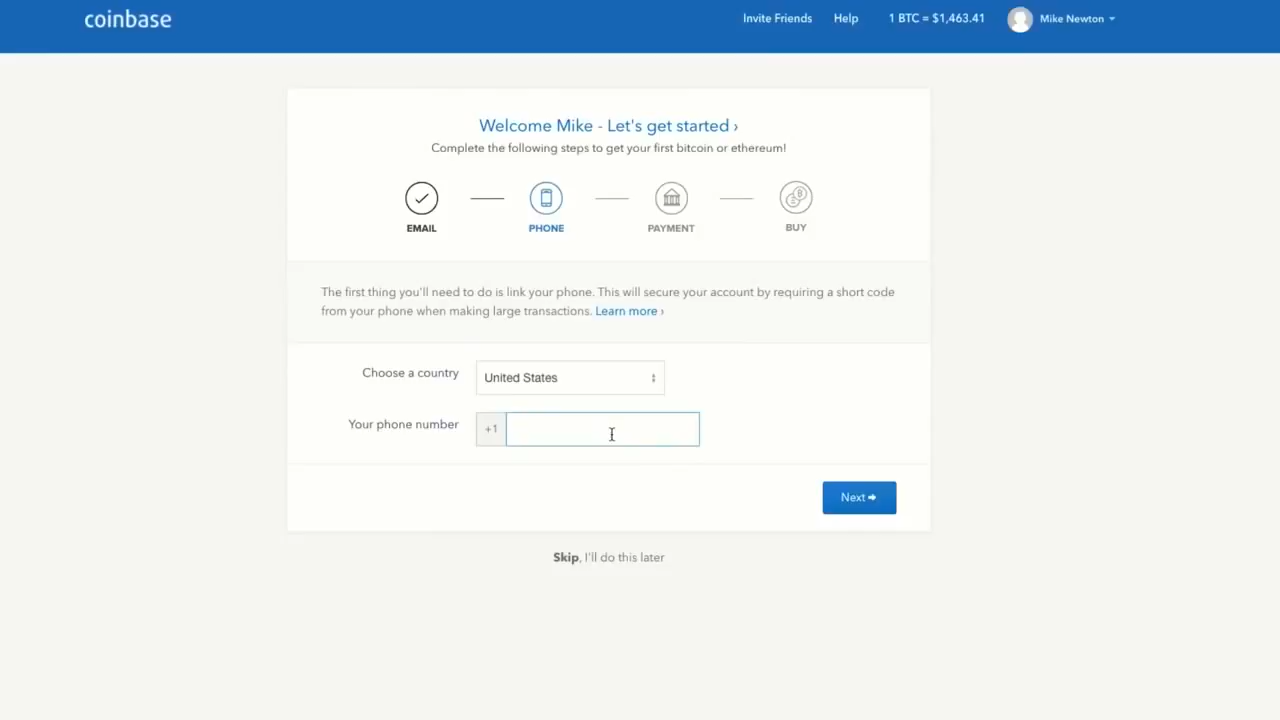 coinbase
Invite Friends
Help
1 BTC = $1,463.41
Mike Newton
Welcome Mike - Let's get started ›
Complete the following steps to get your first bitcoin or ethereum!
EMAIL
PHONE
PAYMENT
BUY
The first thing you'll need to do is link your phone. This will secure your account by requiring a short code
from your phone when making large transactions. Learn more ›
Choose a country
United States
Your phone number
+1
Next
Skip, I'll do this later